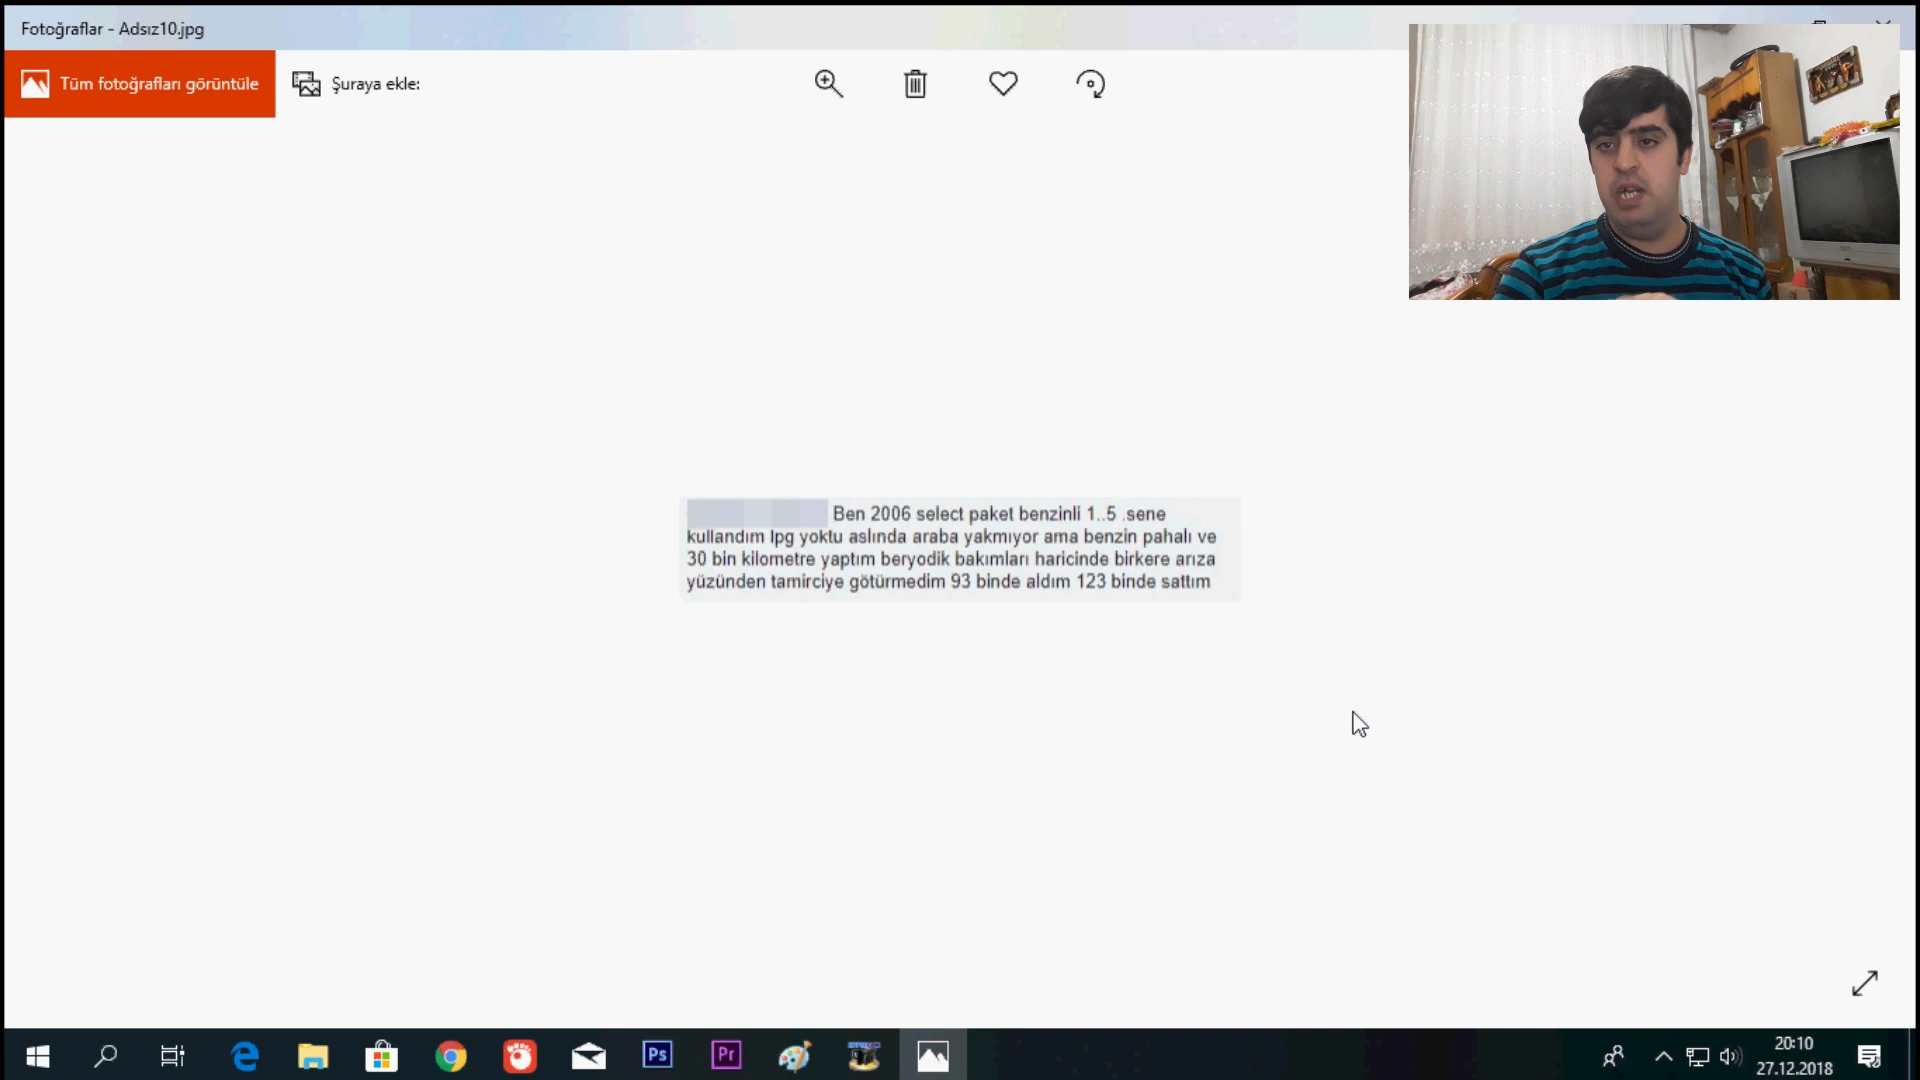 Fotoğraflar - Adsız10.jpg
Tüm fotoğrafları görüntüle
Şuraya ekle:
Ben 2006 select paket benzinli 1..5 .sene
kullandım lpg yoktu aslında araba yakmıyor ama benzin pahalı ve
30 bin kilometre yaptım beryodik bakımları haricinde birkere arıza
yüzünden tamirciye götürmedim 93 binde aldım 123 binde sattım
Ps
Pr
20:10
27.12.2018